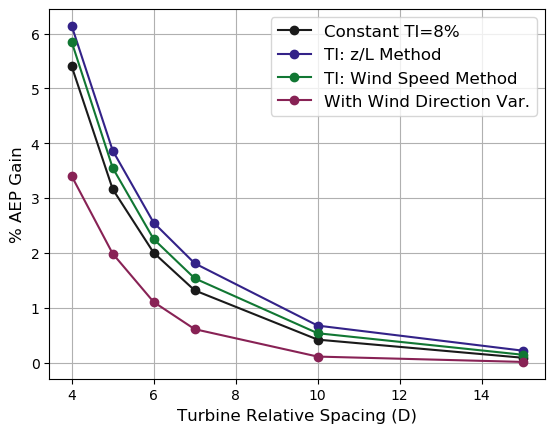 Constant TI=8%
TI: z/L Method
TI: Wind Speed Method
With Wind Direction Var.
% AEP Gain
6
5
4
3
2
1
0
4
6
8
10
12
14
Turbine Relative Spacing (D)